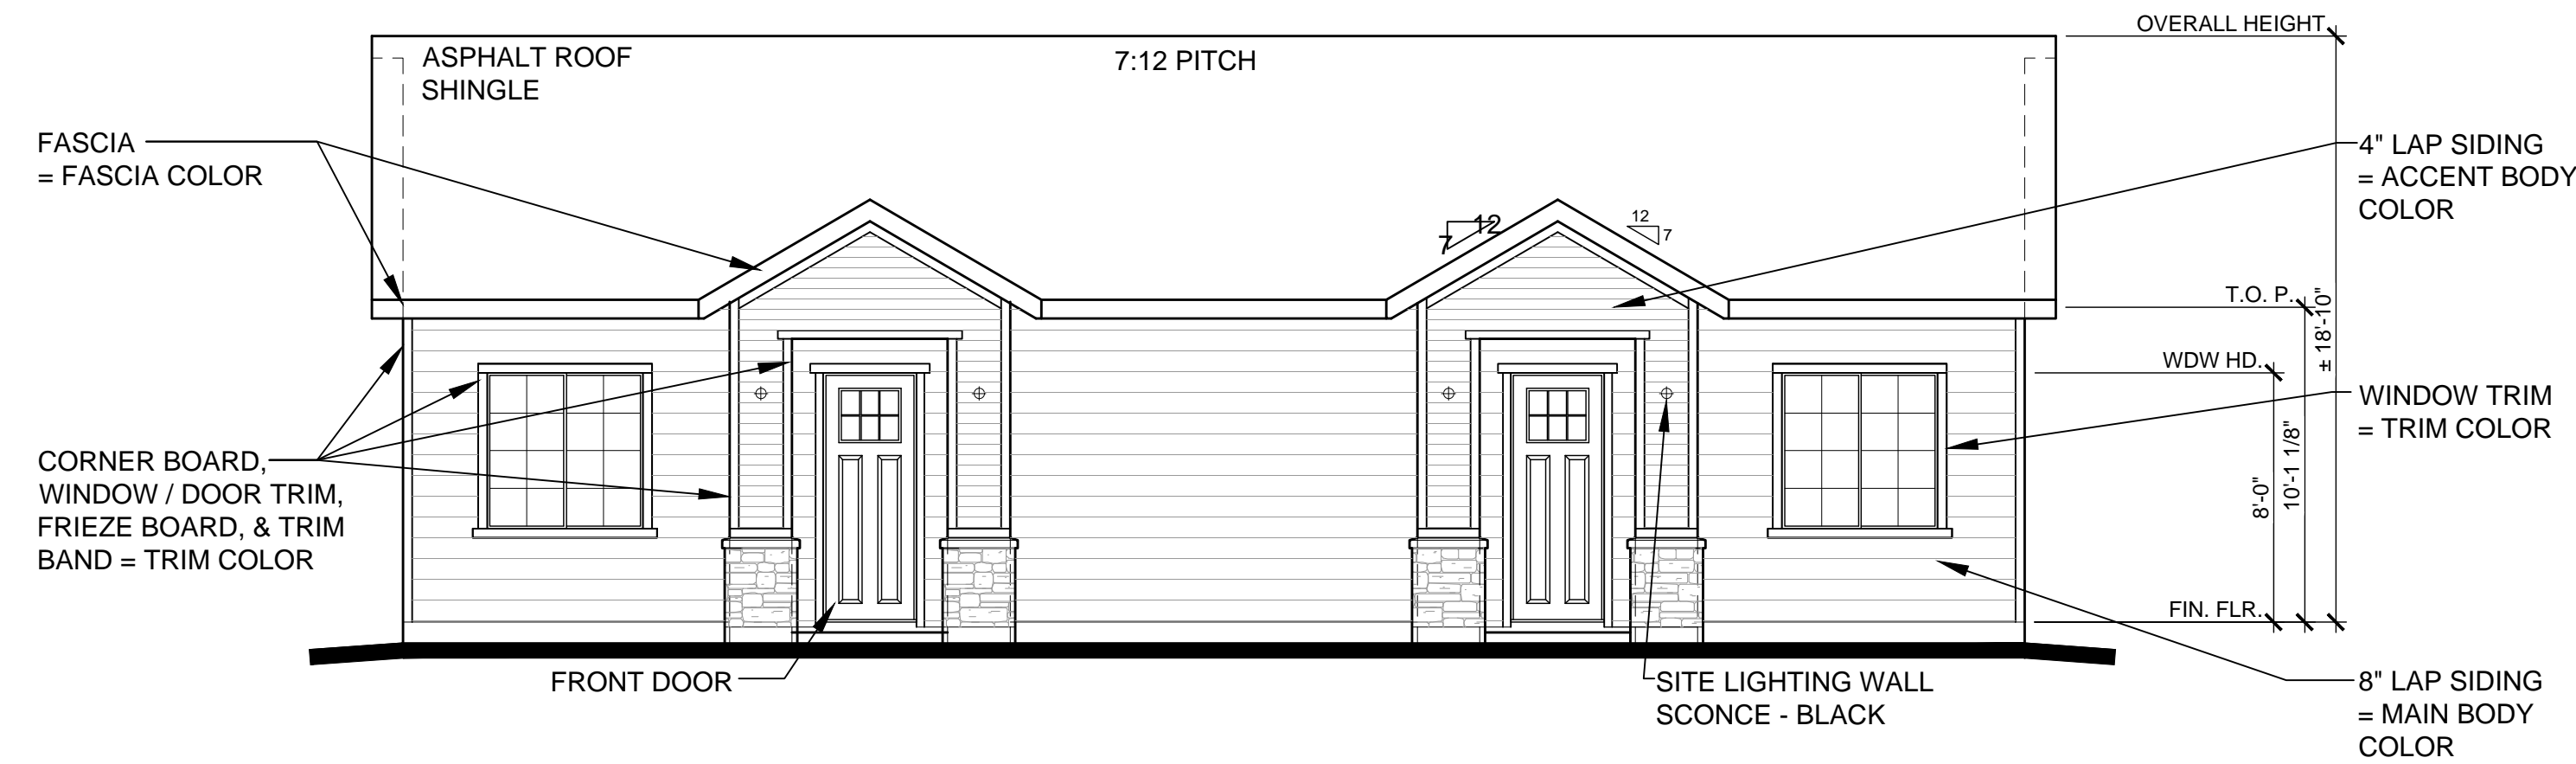 OVERALL HEIGHT
ASPHALT ROOF
SHINGLE
7:12 PITCH
FASCIA
= FASCIA COLOR
4" LAP SIDING
= ACCENT BODY
COLOR
12
7
12
7
T.O. P.
± 18'-10"
WDW HD.
WINDOW TRIM
= TRIM COLOR
10'-1 1/8"
8'-0"
CORNER BOARD,
WINDOW / DOOR TRIM,
FRIEZE BOARD, & TRIM
BAND = TRIM COLOR
FIN. FLR.
FRONT DOOR
SITE LIGHTING WALL
SCONCE - BLACK
8" LAP SIDING
= MAIN BODY
COLOR